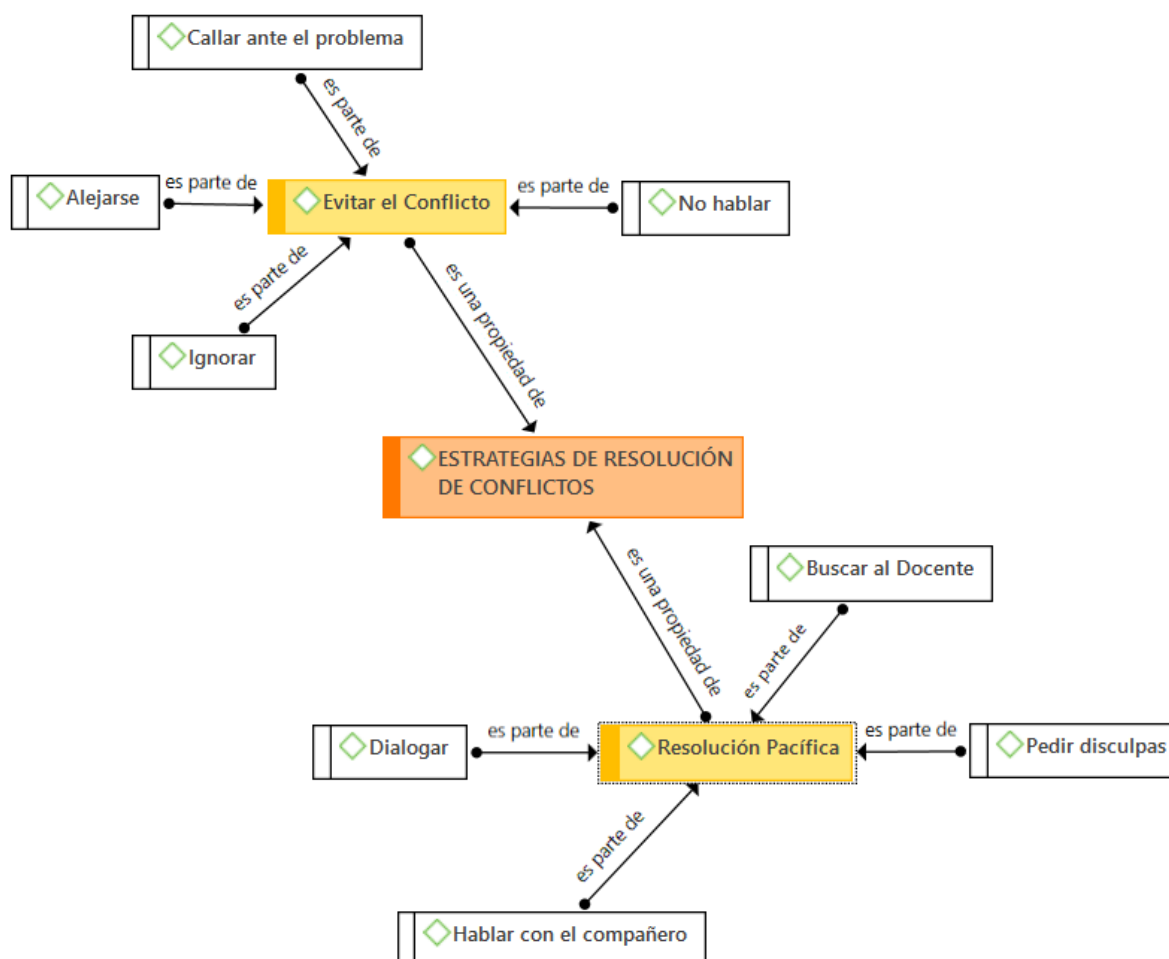 Callar ante el problema
es parte de
Alejarse
es parte de
Evitar el Conflicto
es parte de
No hablar
es parte de
Ignorar
es una propiedad de
ESTRATEGIAS DE RESOLUCIÓN
DE CONFLICTOS
es una propiedad de
Buscar al Docente
es parte de
Dialogar
es parte de
Resolución Pacífica
es parte de
Pedir disculpas
es parte de
Hablar con el compañero